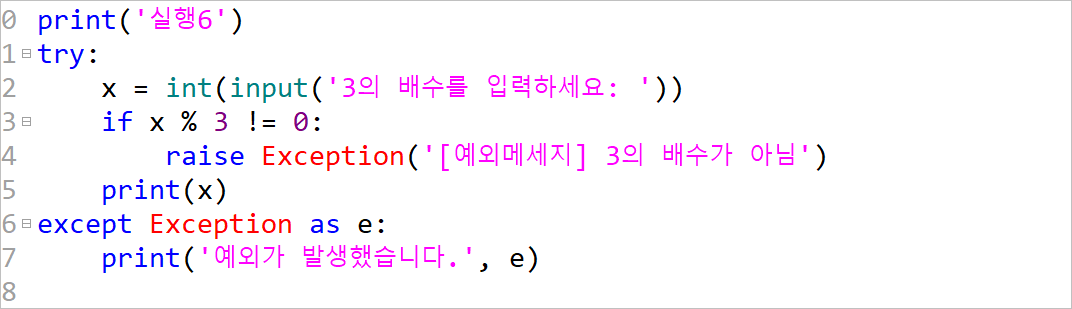 0 print('실행6')
1 try:
2     x = int(input('3의 배수를 입력하세요: '))
3     if x % 3 != 0:
4         raise Exception('[예외메세지] 3의 배수가 아님')
5     print(x)
6 except Exception as e:
7     print('예외가 발생했습니다.', e)
8